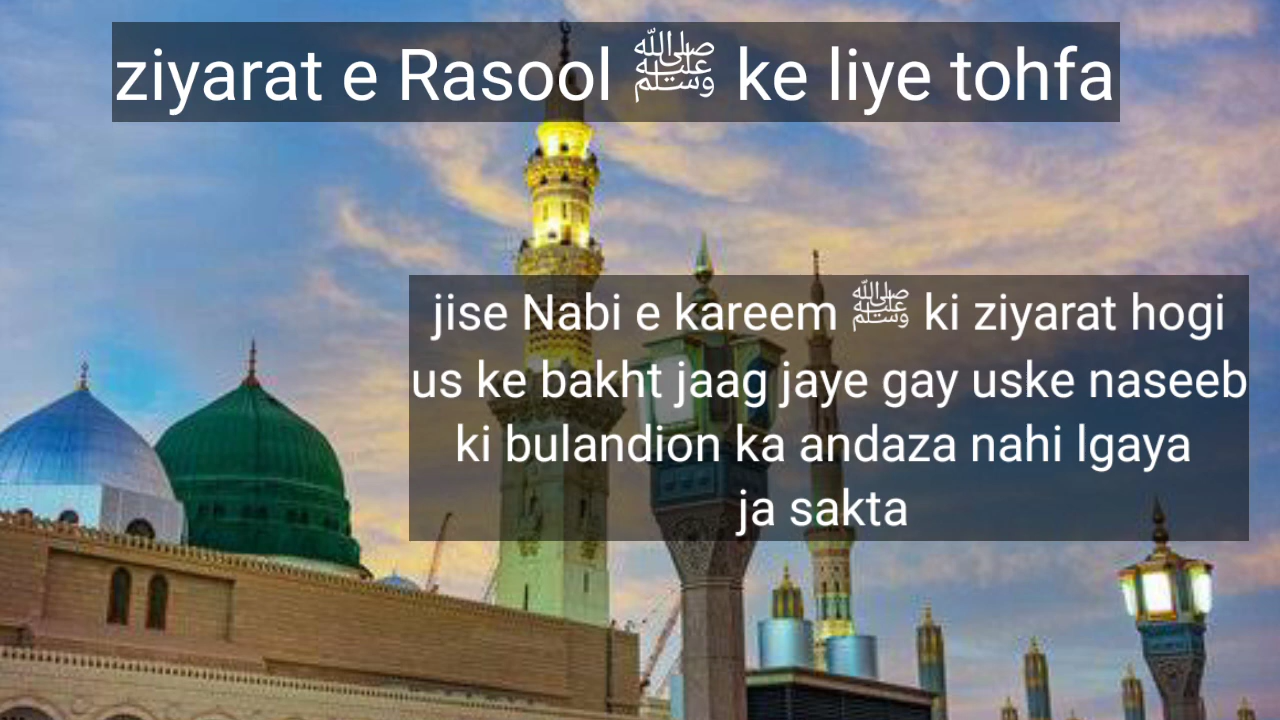 ziyarat e Rasool ﷺ ke liye tohfa
jise Nabi e kareem ﷺ ki ziyarat hogi
us ke bakht jaag jaye gay uske naseeb
ki bulandion ka andaza nahi lgaya
ja sakta